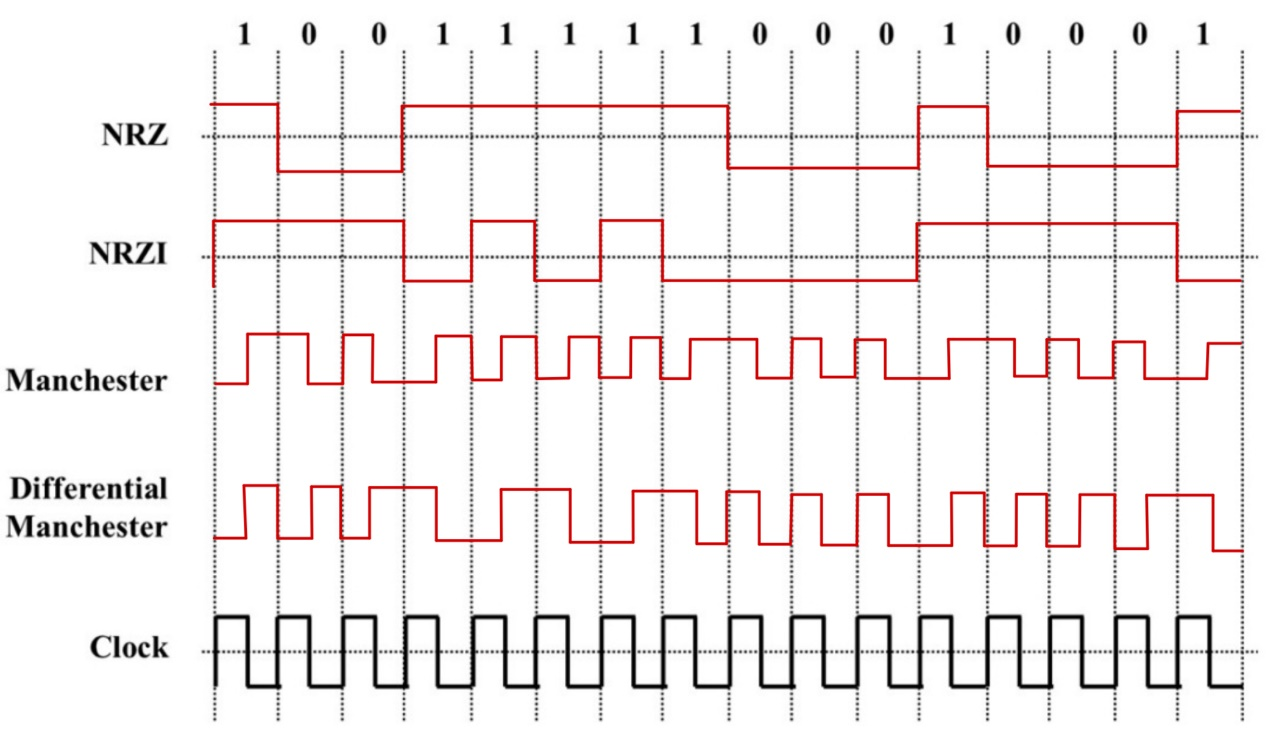 1 0 0 1 1 1 1 1 0 0 0 1 0 0 0 1
NRZ
NRZI
Manchester
Differential
Manchester
Clock